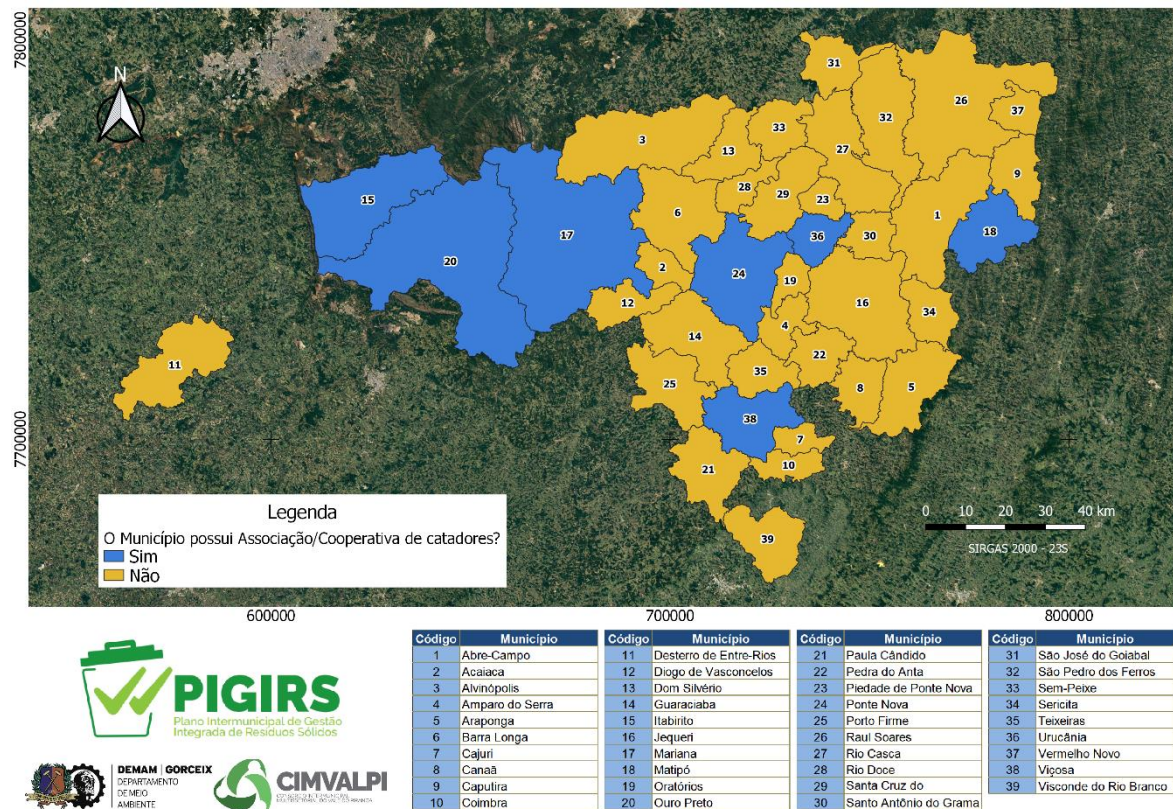 7800000
7700000
N
31
26
32
37
33
3
13
27
9
28
29
23
15
6
1
36
30
18
17
20
24
2
19
16
12
34
4
14
22
11
35
25
8
5
38
7
21
10
39
Legenda
O Município possui Associação/Cooperativa de catadores?
Sim
Não
0 10 20 30 40 km
SIRGAS 2000 - 23S
600000 700000 800000
PIGIRS
Plano Intermunicipal de Gestão
Integrada de Resíduos Sólidos
DEMAM | GORCEIX
DEPARTAMENTO
DE MEIO
AMBIENTE
CIMVALPI
Código Município
1 Abre-Campo
2 Acaiaca
3 Alvinópolis
4 Amparo do Serra
5 Araponga
6 Barra Longa
7 Cajuri
8 Canaã
9 Caputira
10 Coimbra
Código Município
11 Desterro de Entre-Rios
12 Diogo de Vasconcelos
13 Dom Silvério
14 Guaraciaba
15 Itabirito
16 Jequeri
17 Mariana
18 Matipó
19 Oratórios
20 Ouro Preto
Código Município
21 Paula Cândido
22 Pedra do Anta
23 Piedade de Ponte Nova
24 Ponte Nova
25 Porto Firme
26 Raul Soares
27 Rio Casca
28 Rio Doce
29 Santa Cruz do
30 Santo Antônio do Grama
Código Município
31 São José do Goiabal
32 São Pedro dos Ferros
33 Sem-Peixe
34 Sericita
35 Teixeiras
36 Urucânia
37 Vermelho Novo
38 Viçosa
39 Visconde do Rio Branco